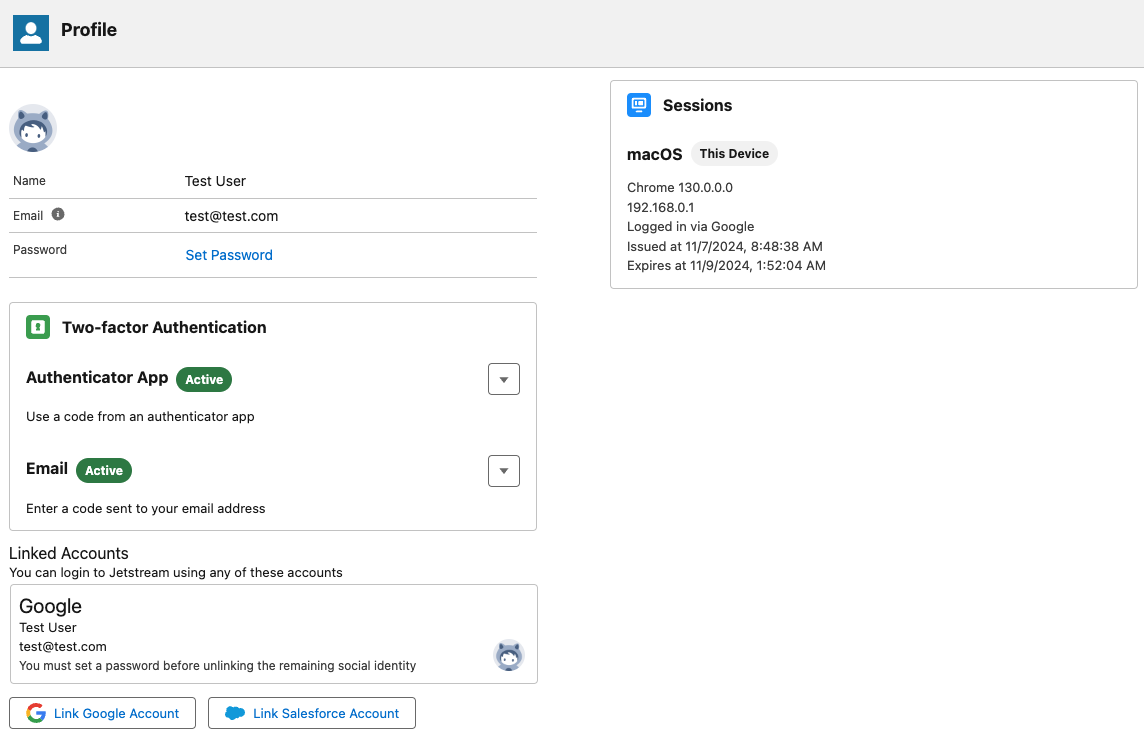 Profile
Name Test User
Email test@test.com
Password Set Password
Two-factor Authentication
Authenticator App Active
Use a code from an authenticator app
Email Active
Enter a code sent to your email address
Linked Accounts
You can login to Jetstream using any of these accounts
Google
Test User
test@test.com
You must set a password before unlinking the remaining social identity
Link Google Account Link Salesforce Account
Sessions
macOS This Device
Chrome 130.0.0.0
192.168.0.1
Logged in via Google
Issued at 11/7/2024, 8:48:38 AM
Expires at 11/9/2024, 1:52:04 AM